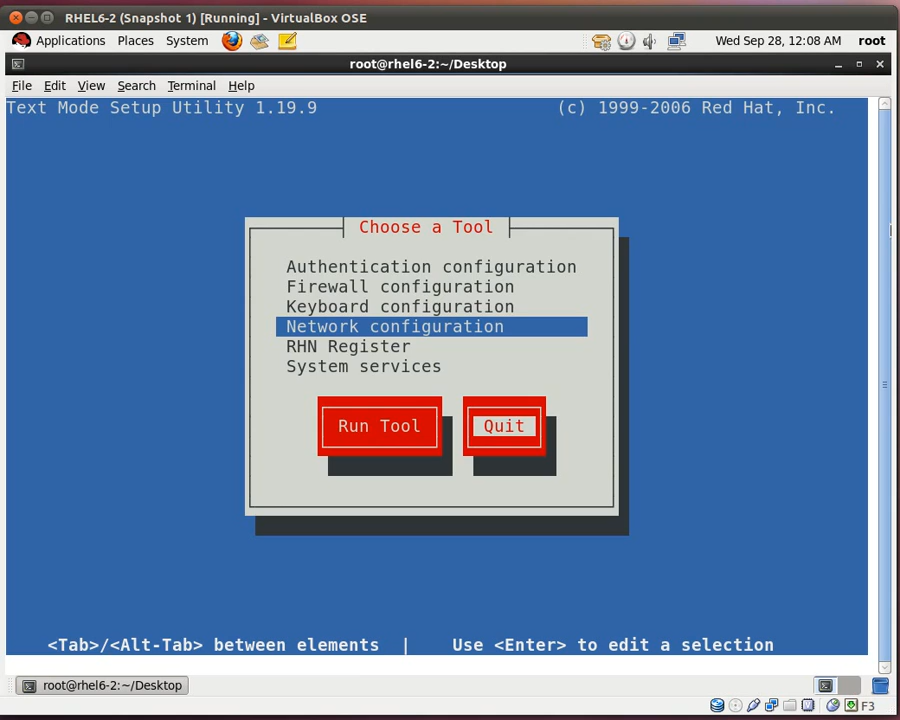 RHEL6-2 (Snapshot 1) [Running] - VirtualBox OSE
Applications Places System Wed Sep 28, 12:08 AM root
root@rhel6-2:~/Desktop
File Edit View Search Terminal Help
Text Mode Setup Utility 1.19.9 (c) 1999-2006 Red Hat, Inc.
Choose a Tool
Authentication configuration
Firewall configuration
Keyboard configuration
Network configuration
RHN Register
System services
Run Tool Quit
<Tab>/<Alt-Tab> between elements | Use <Enter> to edit a selection
root@rhel6-2:~/Desktop
F3